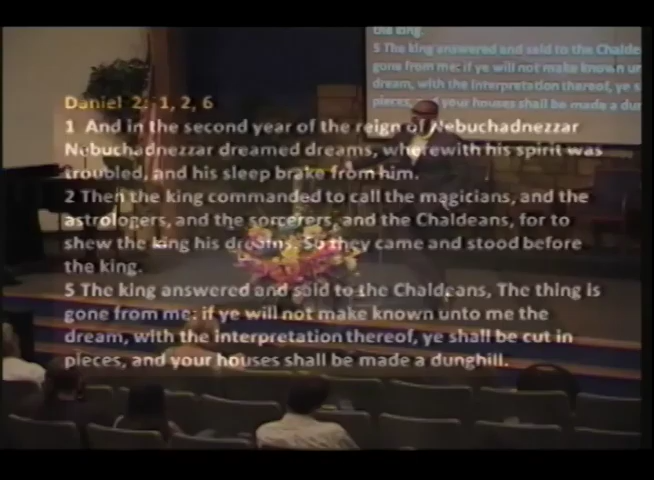 the king.
5 The king answered and said to the Chalde
gone from me: if ye will not make known un
dream, with the interpretation thereof, ye s
pieces, and your houses shall be made a dun
Daniel 2: 1, 2, 6
1 And in the second year of the reign of Nebuchadnezzar
Nebuchadnezzar dreamed dreams, wherewith his spirit was
troubled, and his sleep brake from him.
2 Then the king commanded to call the magicians, and the
astrologers, and the sorcerers, and the Chaldeans, for to
shew the king his dreams. So they came and stood before
the king.
5 The king answered and said to the Chaldeans, The thing is
gone from me: if ye will not make known unto me the
dream, with the interpretation thereof, ye shall be cut in
pieces, and your houses shall be made a dunghill.